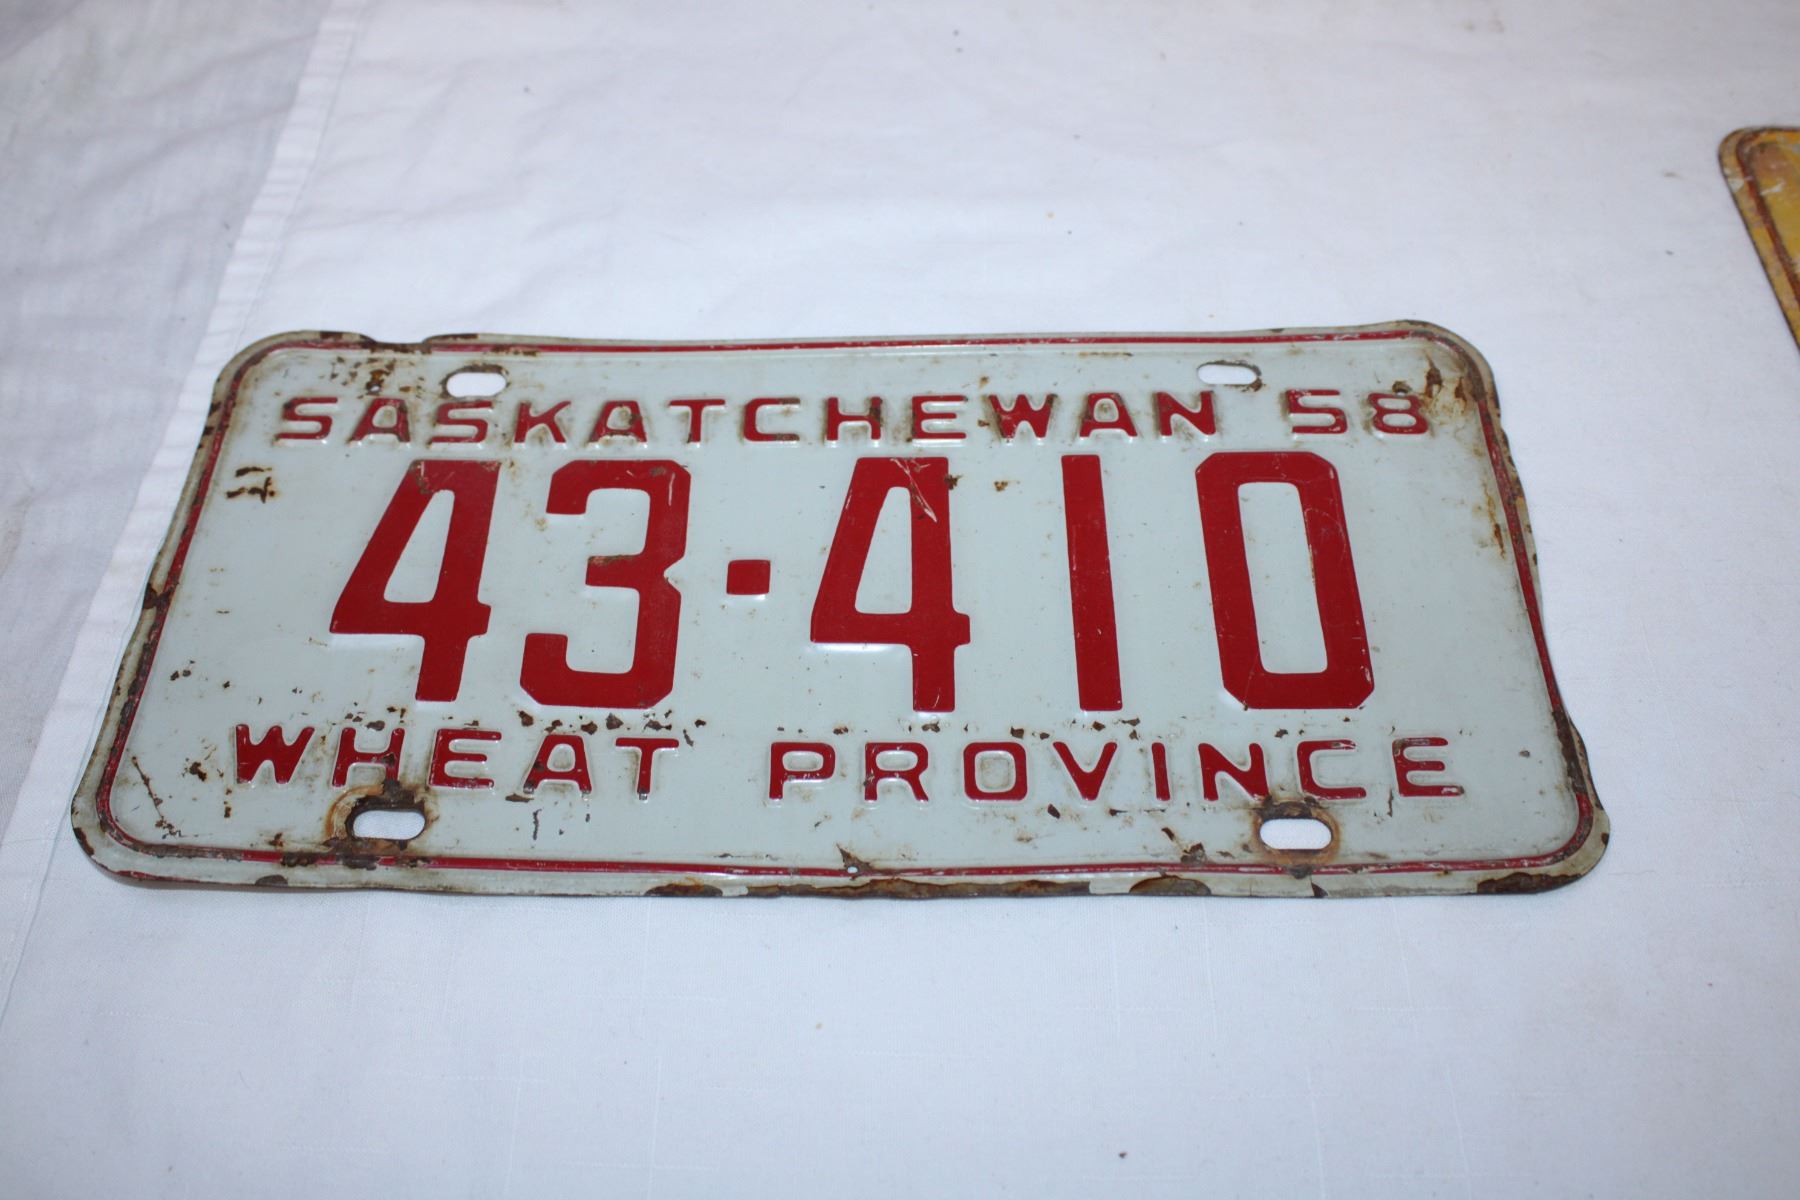 SASKATCHEWAN 58
43·410
WHEAT PROVINCE